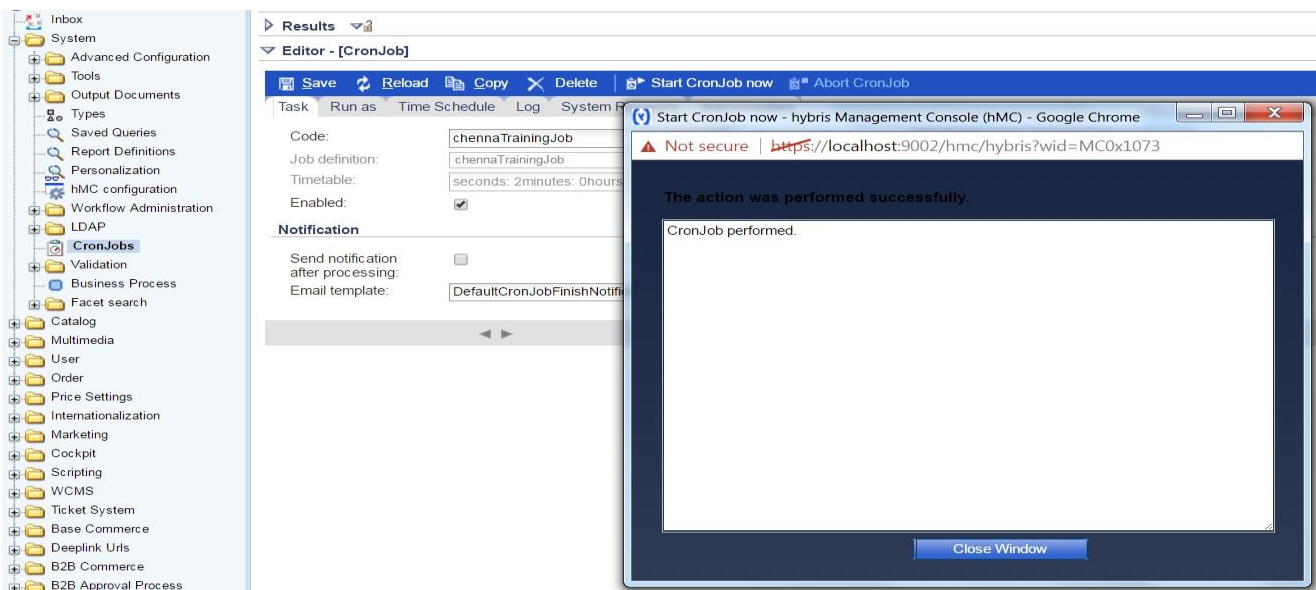 Inbox
System
Advanced Configuration
Tools
Output Documents
Types
Saved Queries
Report Definitions
Personalization
hMC configuration
Workflow Administration
LDAP
CronJobs
Validation
Business Process
Facet search
Catalog
Multimedia
User
Order
Price Settings
Internationalization
Marketing
Cockpit
Scripting
WCMS
Ticket System
Base Commerce
Deeplink Urls
B2B Commerce
B2B Approval Process
Results
Editor - [CronJob]
Save Reload Copy Delete Start CronJob now Abort CronJob
Task Run as Time Schedule Log System R
Code: chennaTrainingJob
Job definition: chennaTrainingJob
Timetable: seconds: 2minutes: 0hours
Enabled:
Notification
Send notification
after processing:
Email template: DefaultCronJobFinishNotifi
Start CronJob now - hybris Management Console (hMC) - Google Chrome
Not secure https://localhost:9002/hmc/hybris?wid=MC0x1073
The action was performed successfully.
CronJob performed.
Close Window